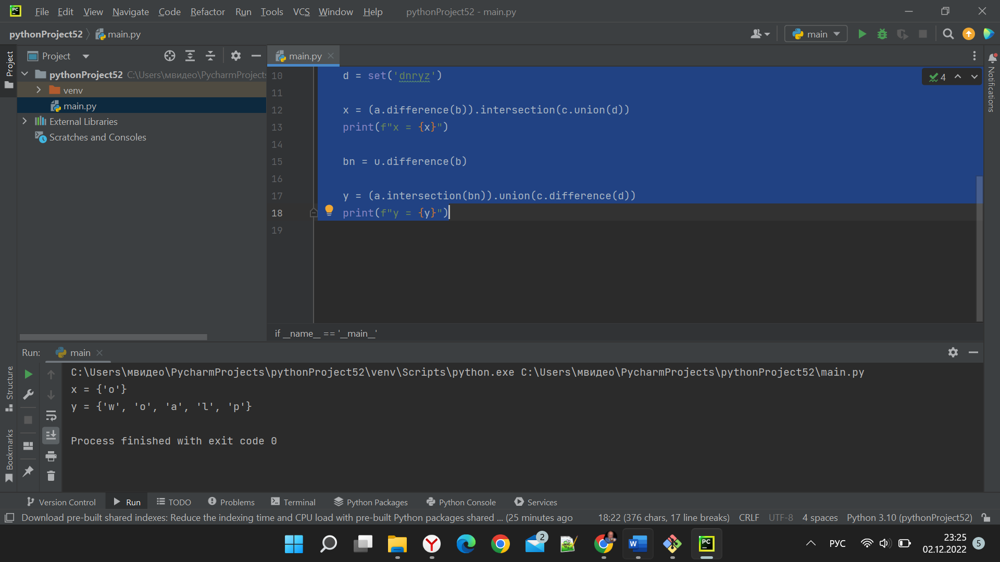 File Edit View Navigate Code Refactor Run Tools VCS Window Help pythonProject52 - main.py
pythonProject52 main.py main
Project main.py
pythonProject52 C:\Users\мвидео\PycharmProjects
venv
main.py
External Libraries
Scratches and Consoles
Project
Structure
Bookmarks
Notifications
4
10 d = set('dnryz')
11
12 x = (a.difference(b)).intersection(c.union(d))
13 print(f"x = {x}")
14
15 bn = u.difference(b)
16
17 y = (a.intersection(bn)).union(c.difference(d))
18 print(f"y = {y}")
19
if __name__ == '__main__'
Run: main
C:\Users\мвидео\PycharmProjects\pythonProject52\venv\Scripts\python.exe C:\Users\мвидео\PycharmProjects\pythonProject52\main.py
x = {'o'}
y = {'w', 'o', 'a', 'l', 'p'}
Process finished with exit code 0
Version Control Run TODO Problems Terminal Python Packages Python Console Services
Download pre-built shared indexes: Reduce the indexing time and CPU load with pre-built Python packages shared ... (25 minutes ago 18:22 (376 chars, 17 line breaks) CRLF UTF-8 4 spaces Python 3.10 (pythonProject52)
2 РУС 23:25 5
02.12.2022